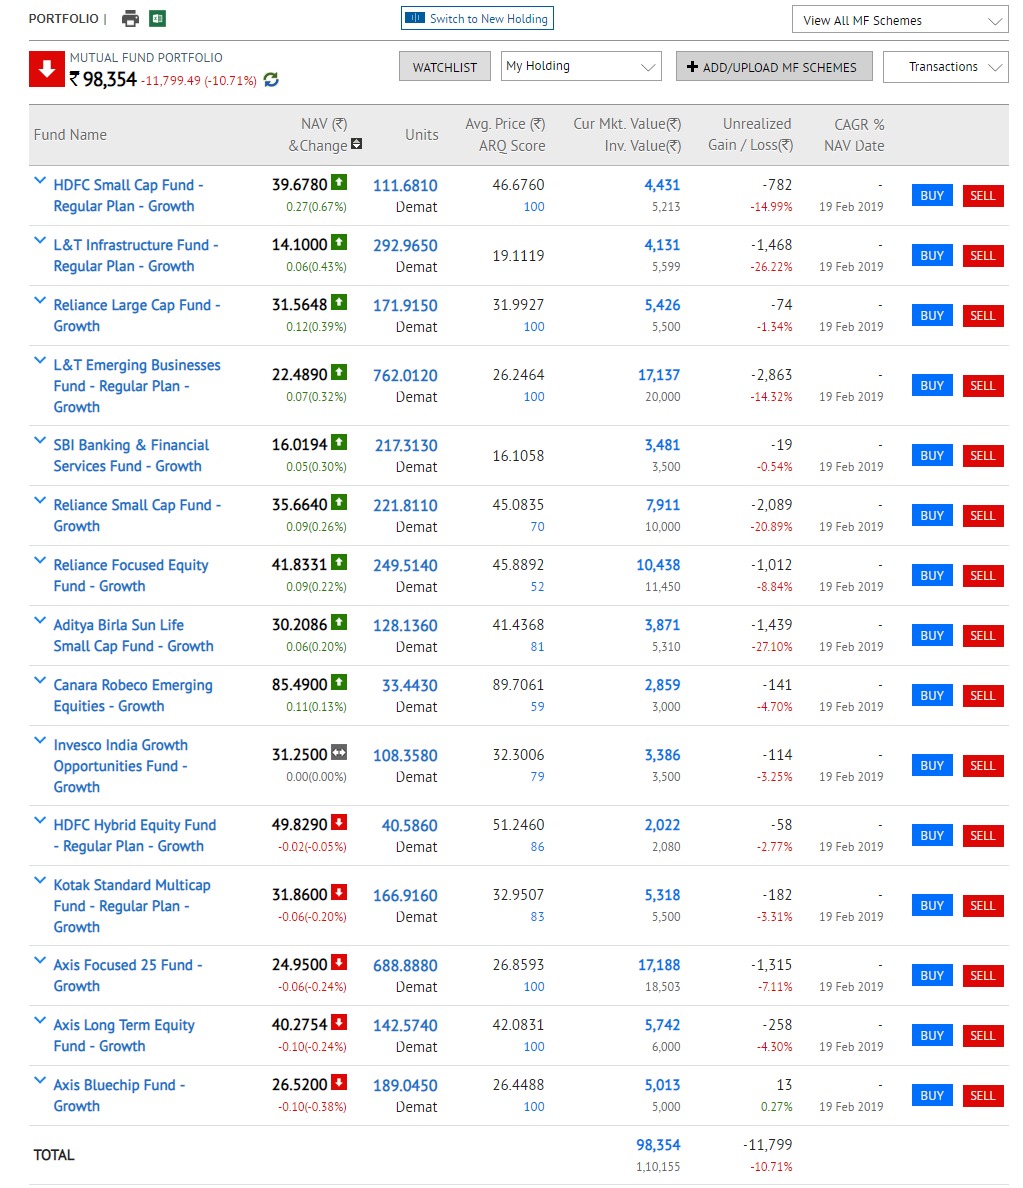 PORTFOLIO |
Switch to New Holding
View All MF Schemes
MUTUAL FUND PORTFOLIO
₹ 98,354 -11,799.49 (-10.71%)
WATCHLIST
My Holding
ADD/UPLOAD MF SCHEMES
Transactions
Fund Name NAV (₹) &Change Units Avg. Price (₹) ARQ Score Cur Mkt. Value(₹) Inv. Value(₹) Unrealized Gain / Loss(₹) CAGR % NAV Date
HDFC Small Cap Fund - 39.6780 111.6810 46.6760 4,431 -782 - BUY SELL
Regular Plan - Growth 0.27(0.67%) Demat 100 5,213 -14.99% 19 Feb 2019
L&T Infrastructure Fund - 14.1000 292.9650 19.1119 4,131 -1,468 - BUY SELL
Regular Plan - Growth 0.06(0.43%) Demat 5,599 -26.22% 19 Feb 2019
Reliance Large Cap Fund - 31.5648 171.9150 31.9927 5,426 -74 - BUY SELL
Growth 0.12(0.39%) Demat 100 5,500 -1.34% 19 Feb 2019
L&T Emerging Businesses
Fund - Regular Plan - 22.4890 762.0120 26.2464 17,137 -2,863 - BUY SELL
Growth 0.07(0.32%) Demat 100 20,000 -14.32% 19 Feb 2019
SBI Banking & Financial 16.0194 217.3130 16.1058 3,481 -19 - BUY SELL
Services Fund - Growth 0.05(0.30%) Demat 3,500 -0.54% 19 Feb 2019
Reliance Small Cap Fund - 35.6640 221.8110 45.0835 7,911 -2,089 - BUY SELL
Growth 0.09(0.26%) Demat 70 10,000 -20.89% 19 Feb 2019
Reliance Focused Equity 41.8331 249.5140 45.8892 10,438 -1,012 - BUY SELL
Fund - Growth 0.09(0.22%) Demat 52 11,450 -8.84% 19 Feb 2019
Aditya Birla Sun Life 30.2086 128.1360 41.4368 3,871 -1,439 - BUY SELL
Small Cap Fund - Growth 0.06(0.20%) Demat 81 5,310 -27.10% 19 Feb 2019
Canara Robeco Emerging 85.4900 33.4430 89.7061 2,859 -141 - BUY SELL
Equities - Growth 0.11(0.13%) Demat 59 3,000 -4.70% 19 Feb 2019
Invesco India Growth
Opportunities Fund - 31.2500 108.3580 32.3006 3,386 -114 - BUY SELL
Growth 0.00(0.00%) Demat 79 3,500 -3.25% 19 Feb 2019
HDFC Hybrid Equity Fund 49.8290 40.5860 51.2460 2,022 -58 - BUY SELL
- Regular Plan - Growth -0.02(-0.05%) Demat 86 2,080 -2.77% 19 Feb 2019
Kotak Standard Multicap
Fund - Regular Plan - 31.8600 166.9160 32.9507 5,318 -182 - BUY SELL
Growth -0.06(-0.20%) Demat 83 5,500 -3.31% 19 Feb 2019
Axis Focused 25 Fund - 24.9500 688.8880 26.8593 17,188 -1,315 - BUY SELL
Growth -0.06(-0.24%) Demat 100 18,503 -7.11% 19 Feb 2019
Axis Long Term Equity 40.2754 142.5740 42.0831 5,742 -258 - BUY SELL
Fund - Growth -0.10(-0.24%) Demat 100 6,000 -4.30% 19 Feb 2019
Axis Bluechip Fund - 26.5200 189.0450 26.4488 5,013 13 - BUY SELL
Growth -0.10(-0.38%) Demat 100 5,000 0.27% 19 Feb 2019
TOTAL 98,354 -11,799
1,10,155 -10.71%